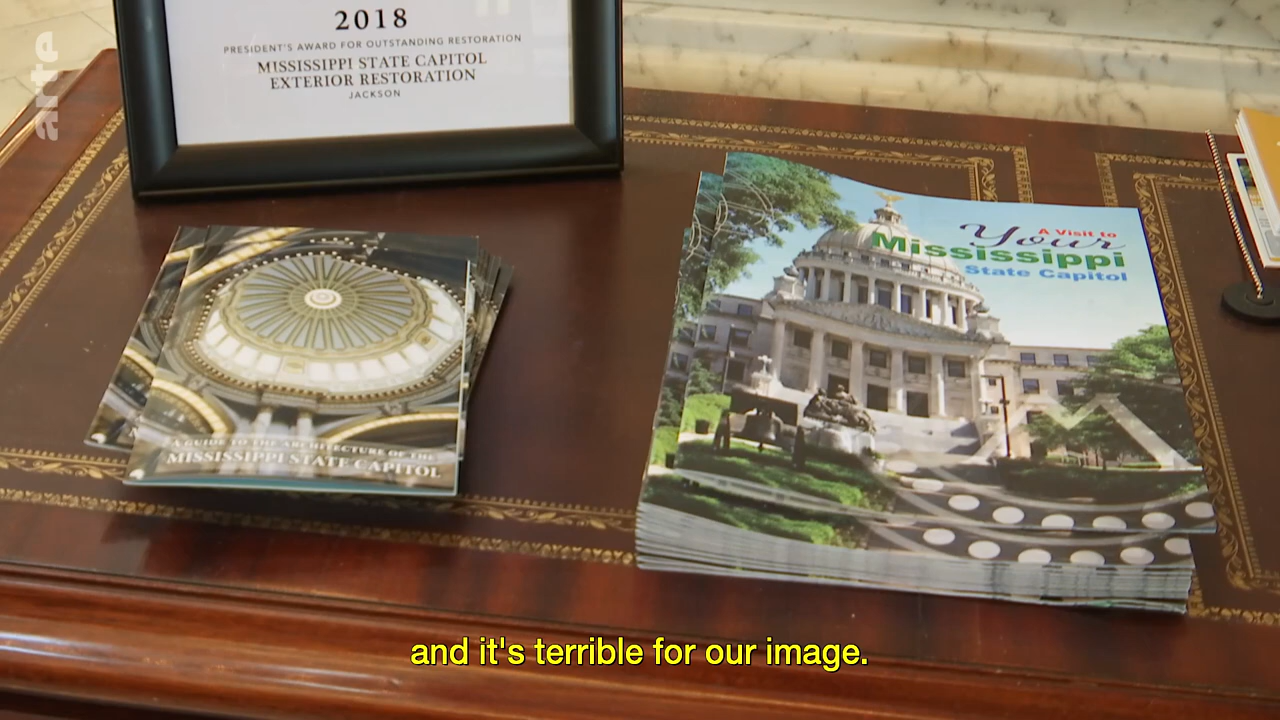 arte
2018
PRESIDENT'S AWARD FOR OUTSTANDING RESTORATION
MISSISSIPPI STATE CAPITOL
EXTERIOR RESTORATION
JACKSON
A Visit to
Your
Mississippi
State Capitol
A GUIDE TO THE ARCHITECTURE OF THE
MISSISSIPPI STATE CAPITOL
and it's terrible for our image.